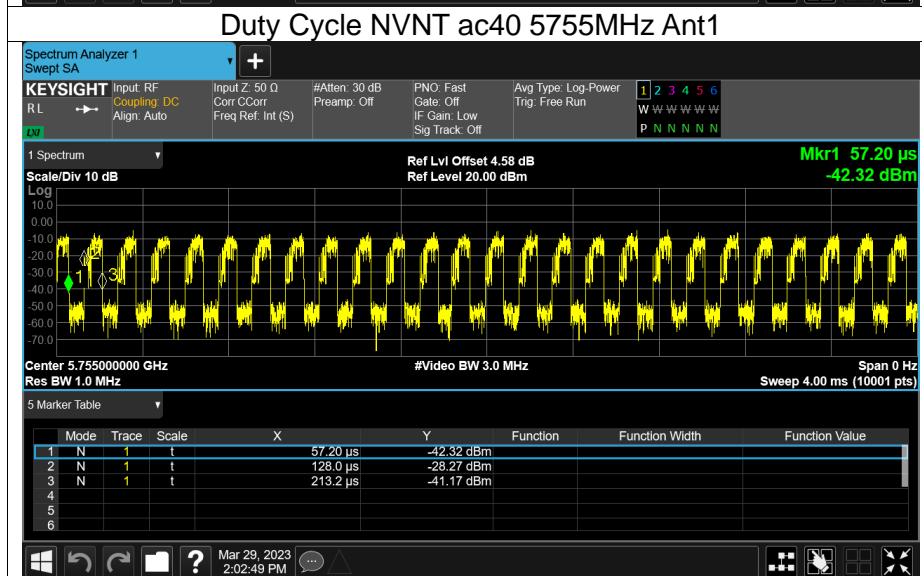 Duty Cycle NVNT ac40 5755MHz Ant1
Spectrum Analyzer 1
Swept SA
+
KEYSIGHT Input: RF Input Z: 50 Ω #Atten: 30 dB PNO: Fast Avg Type: Log-Power 1 2 3 4 5 6
R L Coupling: DC Corr CCorr Preamp: Off Gate: Off Trig: Free Run W W W W W W
Align: Auto Freq Ref: Int (S) IF Gain: Low
LXI Sig Track: Off P N N N N N
1 Spectrum Ref Lvl Offset 4.58 dB Mkr1 57.20 µs
Scale/Div 10 dB Ref Level 20.00 dBm -42.32 dBm
Log
10.0
0.00
-10.0
-20.0 2
-30.0 1 3
-40.0
-50.0
-60.0
-70.0
Center 5.755000000 GHz #Video BW 3.0 MHz Span 0 Hz
Res BW 1.0 MHz Sweep 4.00 ms (10001 pts)
5 Marker Table
Mode Trace Scale X Y Function Function Width Function Value
1 N 1 t 57.20 µs -42.32 dBm
2 N 1 t 128.0 µs -28.27 dBm
3 N 1 t 213.2 µs -41.17 dBm
4
5
6
? Mar 29, 2023
2:02:49 PM